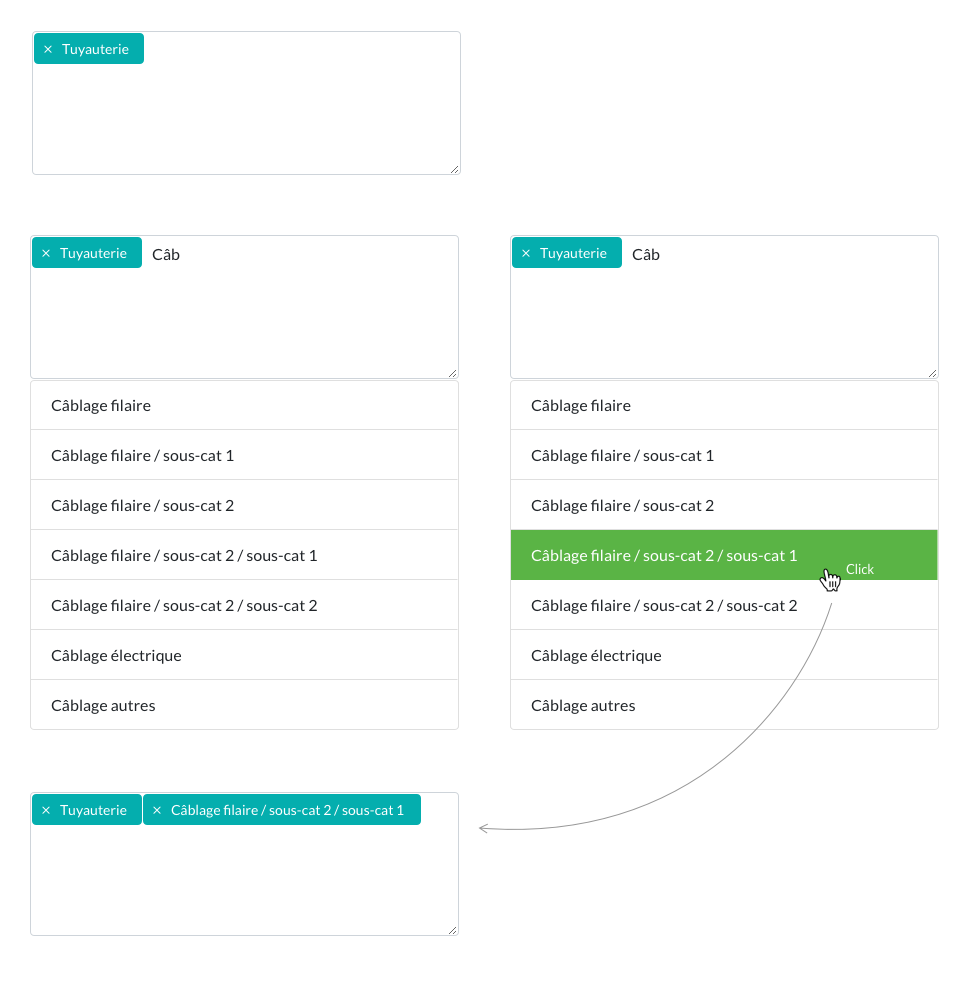 × Tuyauterie
× Tuyauterie Câb
Câblage filaire
Câblage filaire / sous-cat 1
Câblage filaire / sous-cat 2
Câblage filaire / sous-cat 2 / sous-cat 1
Câblage filaire / sous-cat 2 / sous-cat 2
Câblage électrique
Câblage autres
× Tuyauterie Câb
Câblage filaire
Câblage filaire / sous-cat 1
Câblage filaire / sous-cat 2
Câblage filaire / sous-cat 2 / sous-cat 1
Click
Câblage filaire / sous-cat 2 / sous-cat 2
Câblage électrique
Câblage autres
× Tuyauterie × Câblage filaire / sous-cat 2 / sous-cat 1